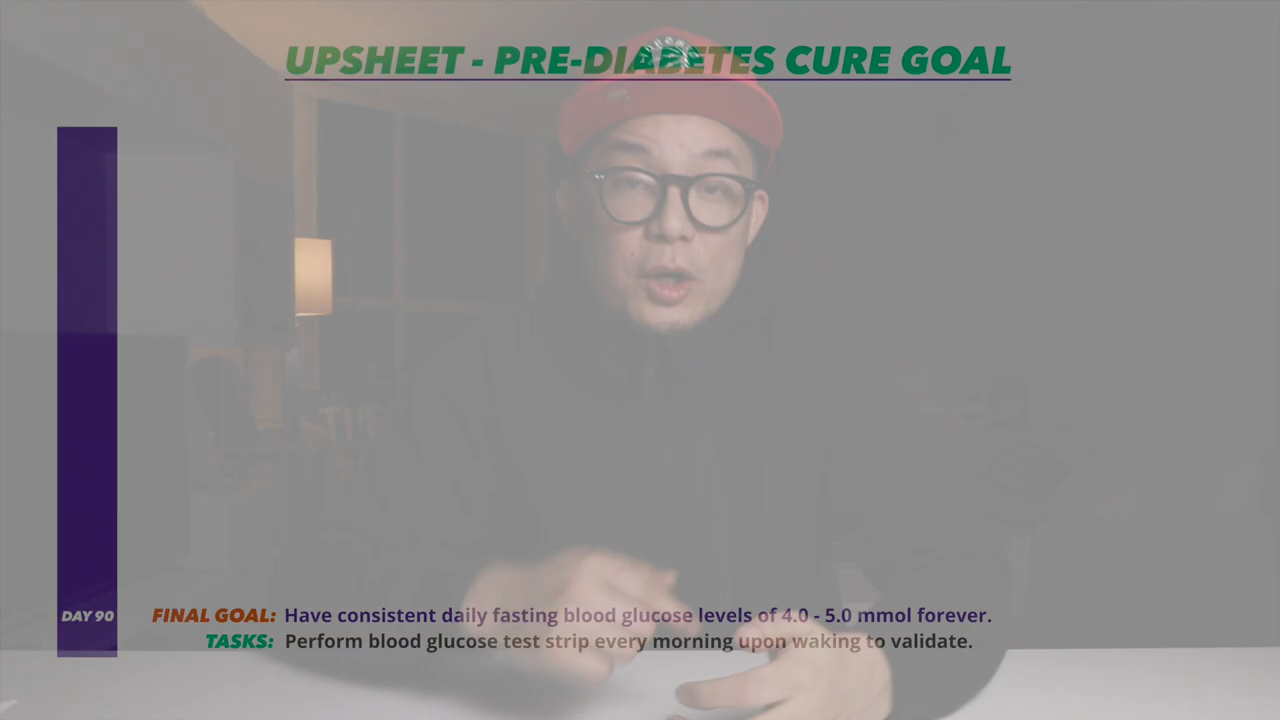 UPSHEET - PRE-DIABETES CURE GOAL
DAY 90
FINAL GOAL: Have consistent daily fasting blood glucose levels of 4.0 - 5.0 mmol forever.
TASKS: Perform blood glucose test strip every morning upon waking to validate.